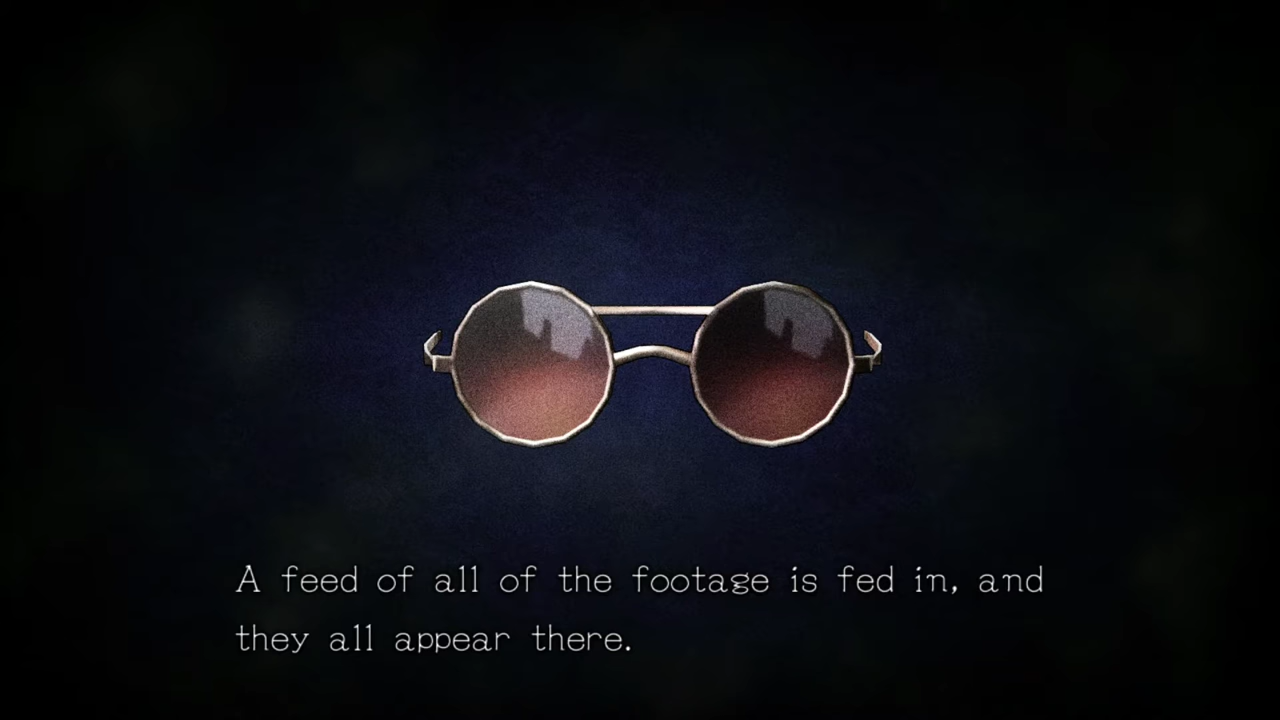 A feed of all of the footage is fed in, and
they all appear there.